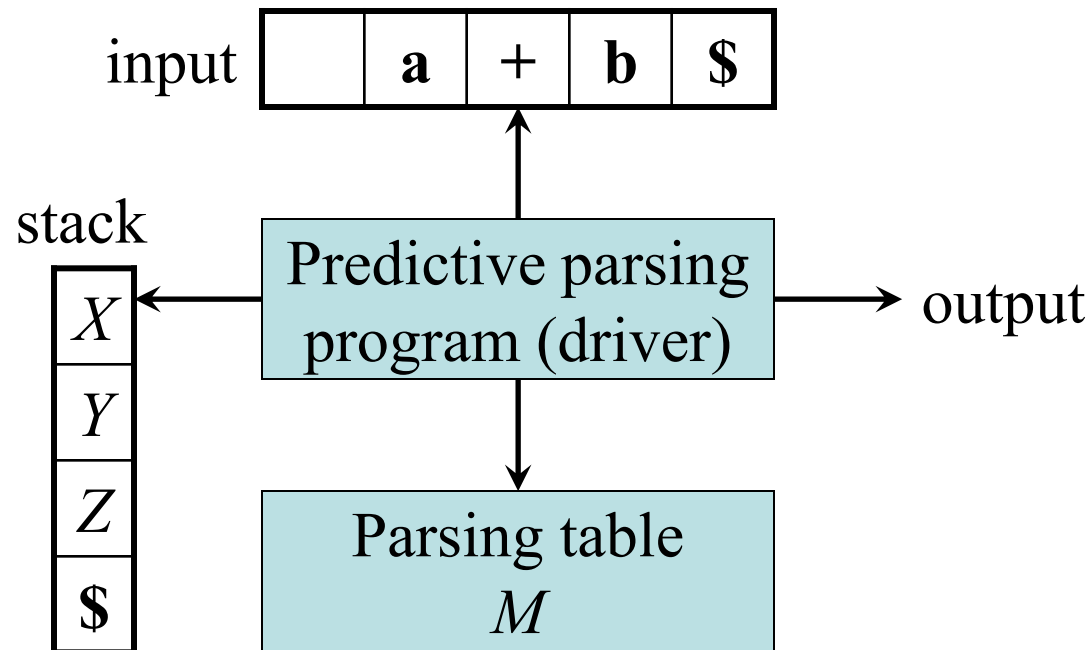 input a + b $
stack
Predictive parsing
program (driver)
output
X
Y
Z
$
Parsing table
M